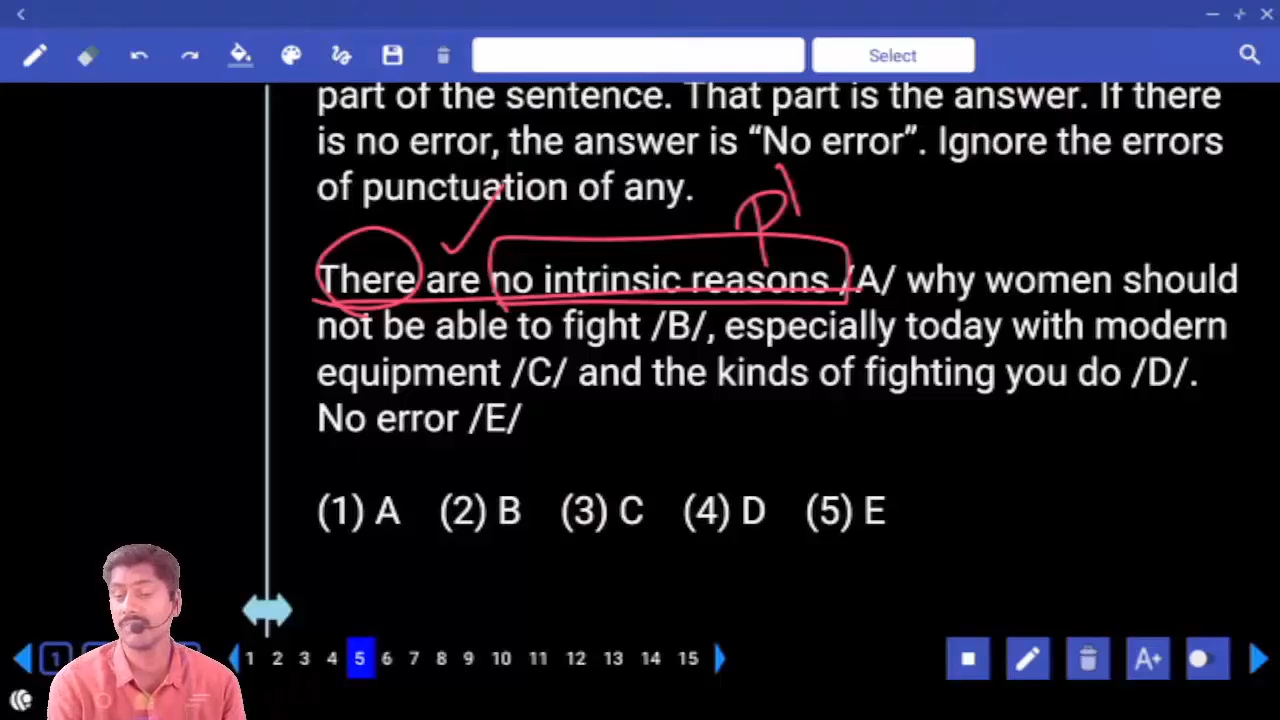 Select
part of the sentence. That part is the answer. If there
is no error, the answer is “No error”. Ignore the errors
of punctuation of any.
pl
There are no intrinsic reasons /A/ why women should
not be able to fight /B/, especially today with modern
equipment /C/ and the kinds of fighting you do /D/.
No error /E/
(1) A (2) B (3) C (4) D (5) E
1 1 2 3 4 5 6 7 8 9 10 11 12 13 14 15 A+